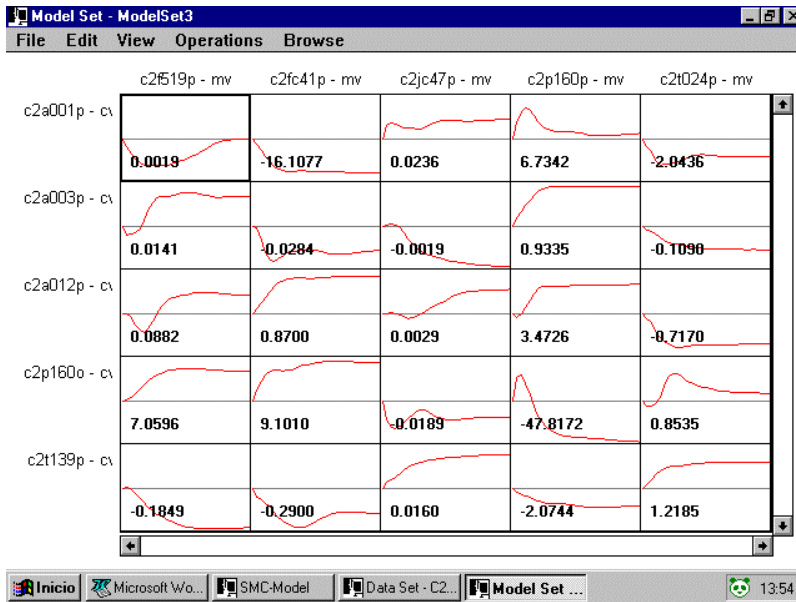 Model Set - ModelSet3
File Edit View Operations Browse
c2f519p - mv c2fc41p - mv c2jc47p - mv c2p160p - mv c2t024p - mv
c2a001p - cv
0.0019 -16.1077 0.0236 6.7342 -2.0436
c2a003p - cv
0.0141 -0.0284 -0.0019 0.9335 -0.1090
c2a012p - cv
0.0882 0.8700 0.0029 3.4726 -0.7170
c2p160o - cv
7.0596 9.1010 -0.0189 -47.8172 0.8535
c2t139p - cv
-0.1849 -0.2900 0.0160 -2.0744 1.2185
Inicio Microsoft Wo... SMC-Model Data Set - C2... Model Set ... 13:54